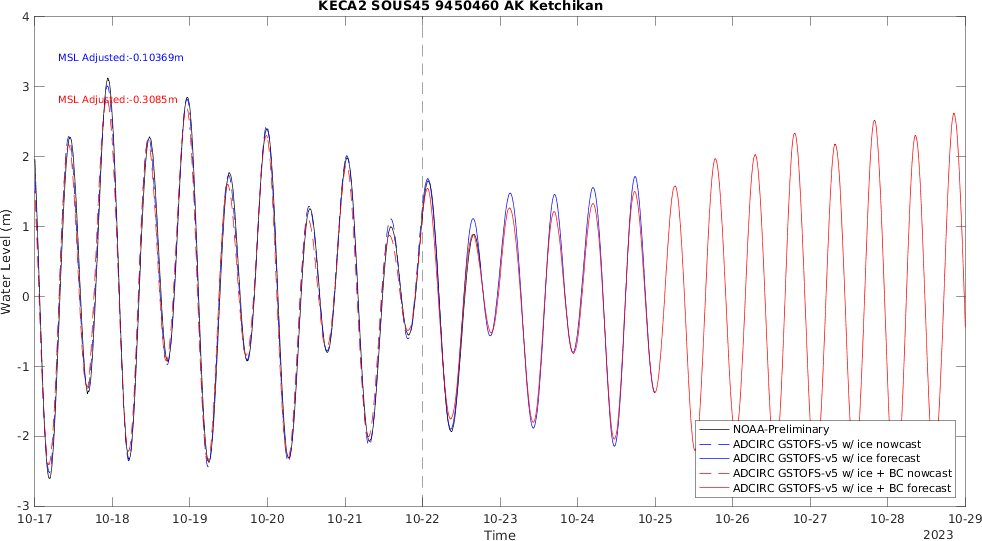 KECA2 SOUS45 9450460 AK Ketchikan
MSL Adjusted:-0.10369m
MSL Adjusted:-0.3085m
Water Level (m)
4
3
2
1
0
-1
-2
-3
NOAA-Preliminary
ADCIRC GSTOFS-v5 w/ ice nowcast
ADCIRC GSTOFS-v5 w/ ice forecast
ADCIRC GSTOFS-v5 w/ ice + BC nowcast
ADCIRC GSTOFS-v5 w/ ice + BC forecast
10-17 10-18 10-19 10-20 10-21 10-22 10-23 10-24 10-25 10-26 10-27 10-28 10-29
Time
2023